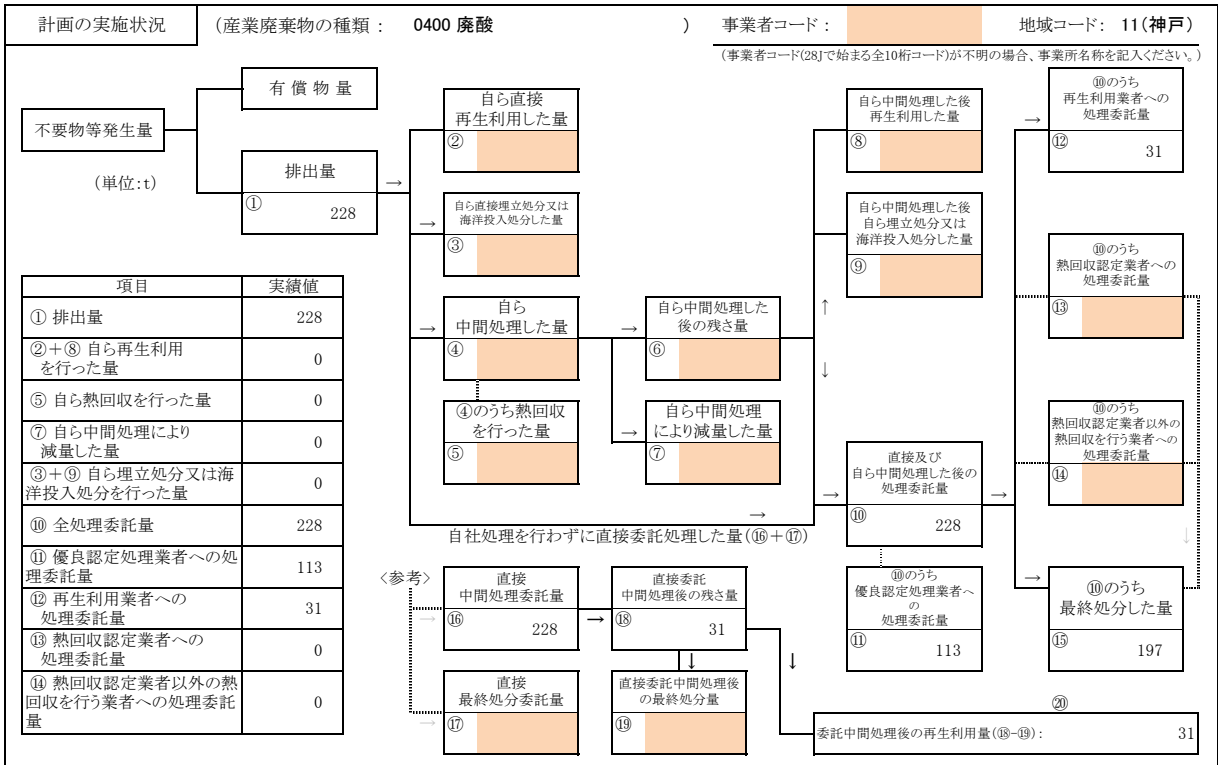 計画の実施状況 (産業廃棄物の種類： 0400 廃酸 ) 事業者コード： 地域コード： 11(神戸)
(事業者コード(28Jで始まる全10桁コード)が不明の場合、事業所名称を記入ください。)
不要物等発生量
(単位:t)
有 償 物 量
排出量
→
①
228
自ら直接
再生利用した量
②
→
自ら直接埋立処分又は
海洋投入処分した量
③
→
自ら
中間処理した量
④
④のうち熱回収
を行った量
⑤
→
自ら中間処理した
後の残さ量
⑥
→
自ら中間処理
により減量した量
⑦
自ら中間処理した後
再生利用した量
⑧
自ら中間処理した後
自ら埋立処分又は
海洋投入処分した量
⑨
↑
↓
→
直接及び
自ら中間処理した後の
処理委託量
→
⑩
228
⑩のうち
優良認定処理業者へ
の
処理委託量
⑪
113
→
⑩のうち
再生利用業者への
処理委託量
⑫
31
⑩のうち
熱回収認定業者への
処理委託量
⑬
⑩のうち
熱回収認定業者以外の
熱回収を行う業者への
処理委託量
⑭
↓
→
⑩のうち
最終処分した量
⑮
197
→
自社処理を行わずに直接委託処理した量(⑯＋⑰)
項目 実績値
① 排出量 228
②＋⑧ 自ら再生利用
を行った量 0
⑤ 自ら熱回収を行った量 0
⑦ 自ら中間処理により
減量した量 0
③＋⑨ 自ら埋立処分又は海
洋投入処分を行った量 0
⑩ 全処理委託量 228
⑪ 優良認定処理業者への処
理委託量 113
⑫ 再生利用業者への
処理委託量 31
⑬ 熱回収認定業者への
処理委託量 0
⑭ 熱回収認定業者以外の熱
回収を行う業者への処理委託
量 0
〈参考〉
→
直接
中間処理委託量
⑯
228
→
直接委託
中間処理後の残さ量
⑱
31
↓
↓
→
直接
最終処分委託量
⑰
直接委託中間処理後
の最終処分量
⑲
⑳
委託中間処理後の再生利用量(⑱-⑲)： 31